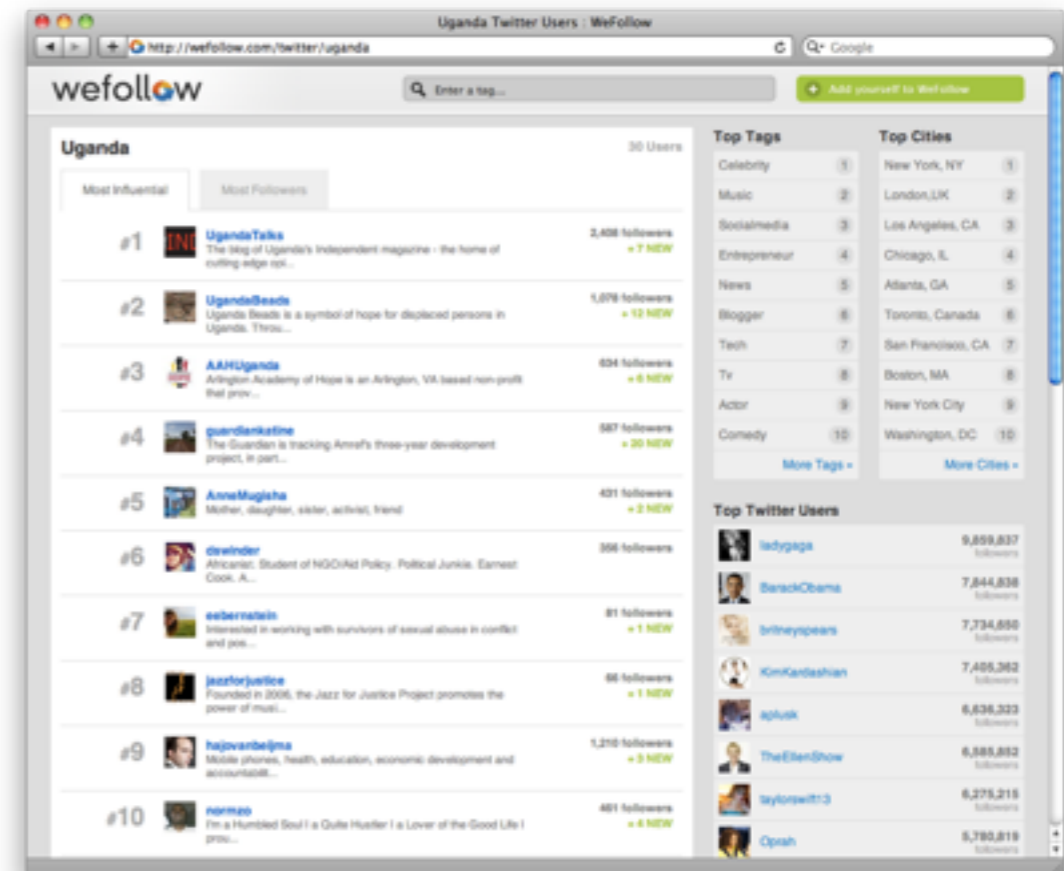 Uganda Twitter Users : WeFollow
http://wefollow.com/twitter/uganda
Google
wefollow
Enter a tag...
Add yourself to WeFollow
Uganda
30 Users
Most Influential
Most Followers
#1
UgandaTalks
The blog of Uganda's Independent magazine - the home of
cutting edge opi...
2,408 followers
+ 7 NEW
#2
UgandaBeads
Uganda Beads is a symbol of hope for displaced persons in
Uganda. Throu...
1,078 followers
+ 12 NEW
#3
AAHUganda
Arlington Academy of Hope is an Arlington, VA based non-profit
that prov...
634 followers
+ 6 NEW
#4
guardiankatine
The Guardian is tracking Amref's three-year development
project, in part...
587 followers
+ 20 NEW
#5
AnneMugisha
Mother, daughter, sister, activist, friend
431 followers
+ 2 NEW
#6
dswinder
Africanist. Student of NGO/Aid Policy. Political Junkie. Earnest
Cook. A...
356 followers
#7
eebernstein
Interested in working with survivors of sexual abuse in conflict
and pos...
81 followers
+ 1 NEW
#8
jazzforjustice
Founded in 2006, the Jazz for Justice Project promotes the
power of musi...
66 followers
+ 1 NEW
#9
hajovanbeijma
Mobile phones, health, education, economic development and
accountabilit...
1,210 followers
+ 3 NEW
#10
normzo
I'm a Humbled Soul I a Quite Hustler I a Lover of the Good Life I
prou...
461 followers
+ 4 NEW
Top Tags
Celebrity 1
Music 2
Socialmedia 3
Entrepreneur 4
News 5
Blogger 6
Tech 7
Tv 8
Actor 9
Comedy 10
More Tags »
Top Cities
New York, NY 1
London,UK 2
Los Angeles, CA 3
Chicago, IL 4
Atlanta, GA 5
Toronto, Canada 6
San Francisco, CA 7
Boston, MA 8
New York City 9
Washington, DC 10
More Cities »
Top Twitter Users
ladygaga
9,859,837
followers
BarackObama
7,844,838
followers
britneyspears
7,734,650
followers
KimKardashian
7,405,362
followers
aplusk
6,636,323
followers
TheEllenShow
6,585,852
followers
taylorswift13
6,275,215
followers
Oprah
5,780,819
followers